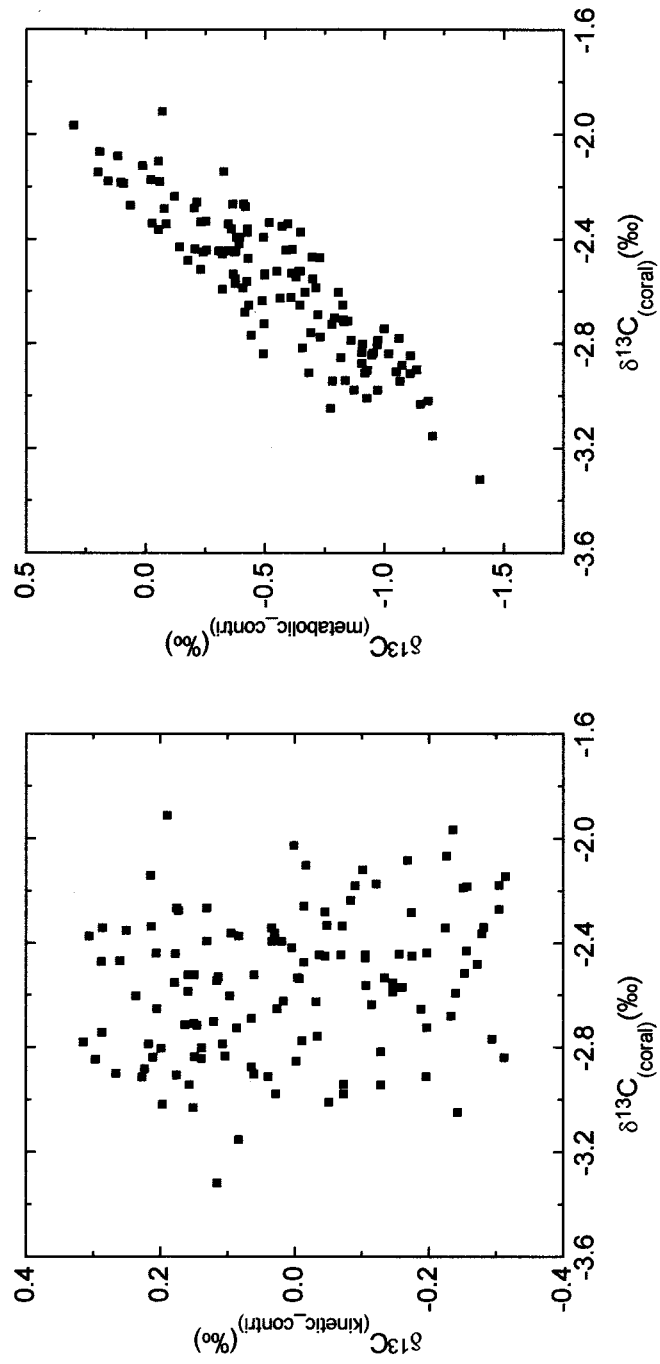 0.4
0.2
0.0
-0.2
-0.4
δ13C
(kinetic_contri)
(‰)
-3.6 -3.2 -2.8 -2.4 -2.0 -1.6
δ13C(coral)(‰)
0.5
0.0
-0.5
-1.0
-1.5
δ13C
(metabolic_contri)
(‰)
-3.6 -3.2 -2.8 -2.4 -2.0 -1.6
δ13C(coral)(‰)